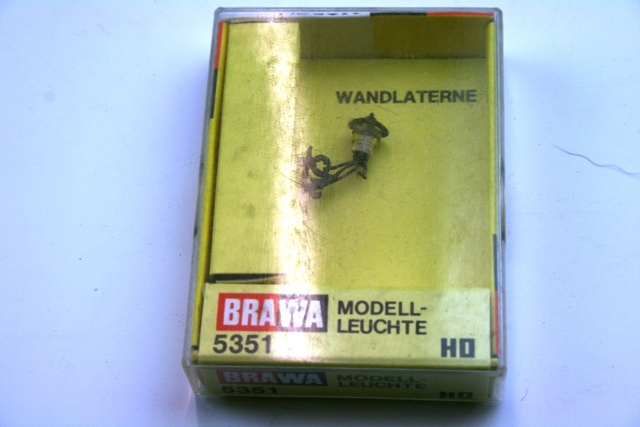 WANDLATERNE
BRAWA MODELL-
LEUCHTE
5351 HO
BRAWA MODELL-
LEUCHTE
5351 HO